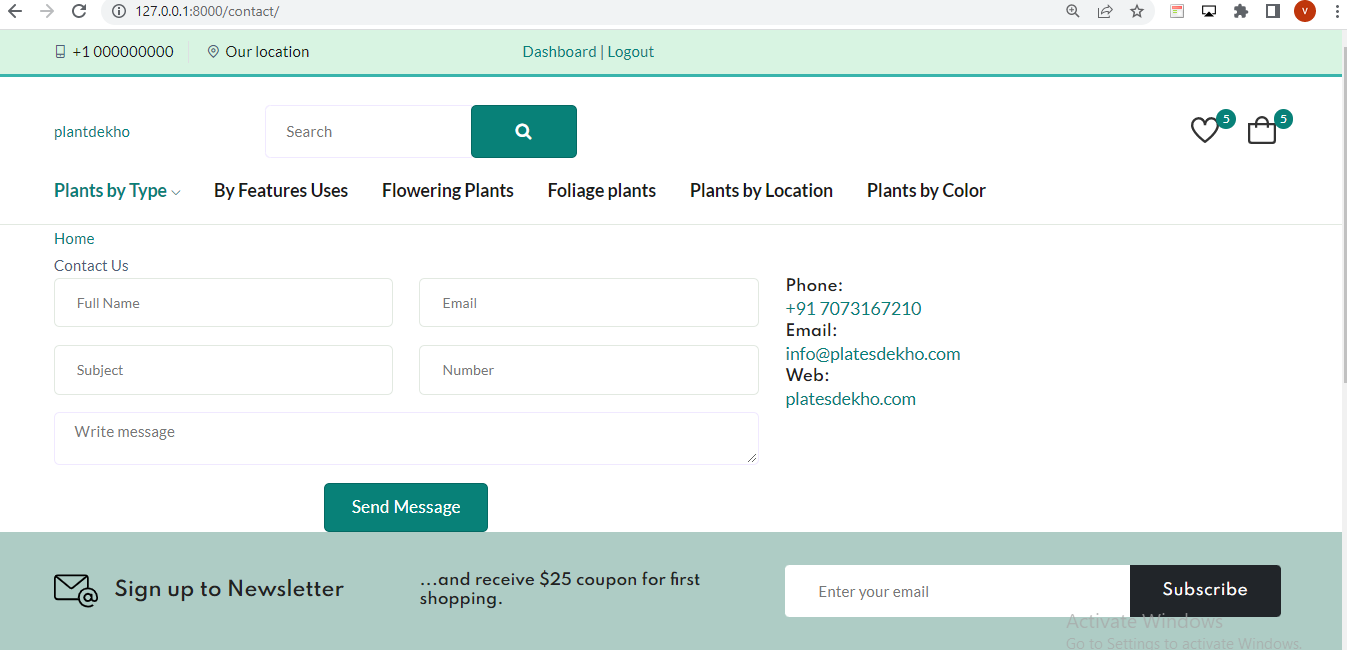 127.0.0.1:8000/contact/
V
+1 000000000 Our location Dashboard | Logout
plantdekho Search 5 5
Plants by Type By Features Uses Flowering Plants Foliage plants Plants by Location Plants by Color
Home
Contact Us
Full Name Email Phone:
+91 7073167210
Email:
Subject Number info@platesdekho.com
Web:
platesdekho.com
Write message
Send Message
Sign up to Newsletter ...and receive $25 coupon for first
shopping.
Enter your email Subscribe
Activate Windows
Go to Settings to activate Windows.